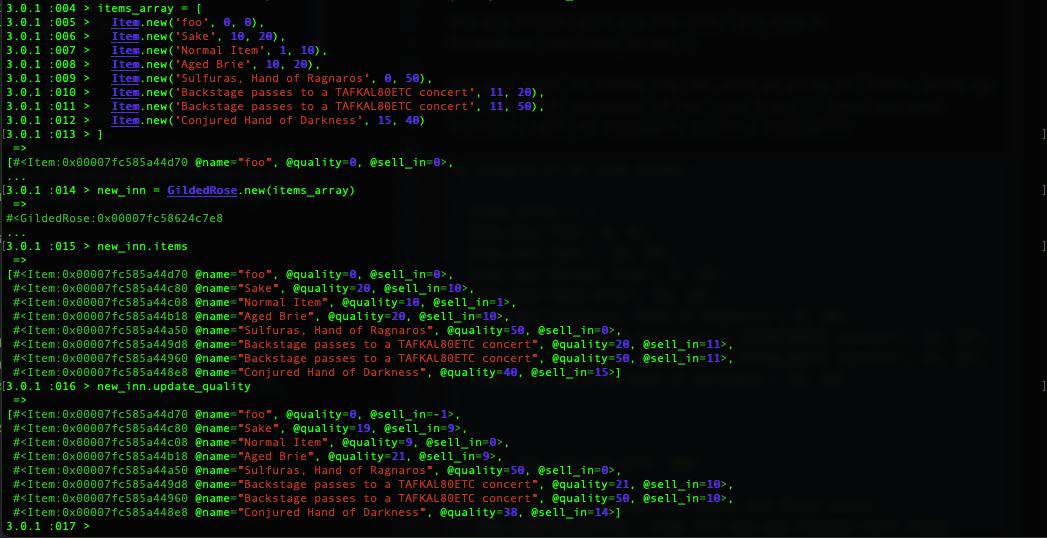 3.0.1 :004 > items_array = [
3.0.1 :005 >   Item.new("foo", 0, 0),
3.0.1 :006 >   Item.new("Sake", 10, 20),
3.0.1 :007 >   Item.new("Normal Item", 1, 10),
3.0.1 :008 >   Item.new("Aged Brie", 10, 20),
3.0.1 :009 >   Item.new("Sulfuras, Hand of Ragnaros", 0, 50),
3.0.1 :010 >   Item.new("Backstage passes to a TAFKAL80ETC concert", 11, 20),
3.0.1 :011 >   Item.new("Backstage passes to a TAFKAL80ETC concert", 11, 50),
3.0.1 :012 >   Item.new("Conjured Hand of Darkness", 15, 40)
[3.0.1 :013 > ] ]
 =>
[#<Item:0x00007fc585a44d70 @name="foo", @quality=0, @sell_in=0>,
...
[3.0.1 :014 > new_inn = GildedRose.new(items_array) ]
 =>
#<GildedRose:0x00007fc58624c7e8
...
[3.0.1 :015 > new_inn.items ]
 =>
[#<Item:0x00007fc585a44d70 @name="foo", @quality=0, @sell_in=0>,
 #<Item:0x00007fc585a44c80 @name="Sake", @quality=20, @sell_in=10>,
 #<Item:0x00007fc585a44c08 @name="Normal Item", @quality=10, @sell_in=1>,
 #<Item:0x00007fc585a44b18 @name="Aged Brie", @quality=20, @sell_in=10>,
 #<Item:0x00007fc585a44a50 @name="Sulfuras, Hand of Ragnaros", @quality=50, @sell_in=0>,
 #<Item:0x00007fc585a449d8 @name="Backstage passes to a TAFKAL80ETC concert", @quality=20, @sell_in=11>,
 #<Item:0x00007fc585a44960 @name="Backstage passes to a TAFKAL80ETC concert", @quality=50, @sell_in=11>,
 #<Item:0x00007fc585a448e8 @name="Conjured Hand of Darkness", @quality=40, @sell_in=15>]
[3.0.1 :016 > new_inn.update_quality ]
 =>
[#<Item:0x00007fc585a44d70 @name="foo", @quality=0, @sell_in=-1>,
 #<Item:0x00007fc585a44c80 @name="Sake", @quality=19, @sell_in=9>,
 #<Item:0x00007fc585a44c08 @name="Normal Item", @quality=9, @sell_in=0>,
 #<Item:0x00007fc585a44b18 @name="Aged Brie", @quality=21, @sell_in=9>,
 #<Item:0x00007fc585a44a50 @name="Sulfuras, Hand of Ragnaros", @quality=50, @sell_in=0>,
 #<Item:0x00007fc585a449d8 @name="Backstage passes to a TAFKAL80ETC concert", @quality=21, @sell_in=10>,
 #<Item:0x00007fc585a44960 @name="Backstage passes to a TAFKAL80ETC concert", @quality=50, @sell_in=10>,
 #<Item:0x00007fc585a448e8 @name="Conjured Hand of Darkness", @quality=38, @sell_in=14>]
3.0.1 :017 >